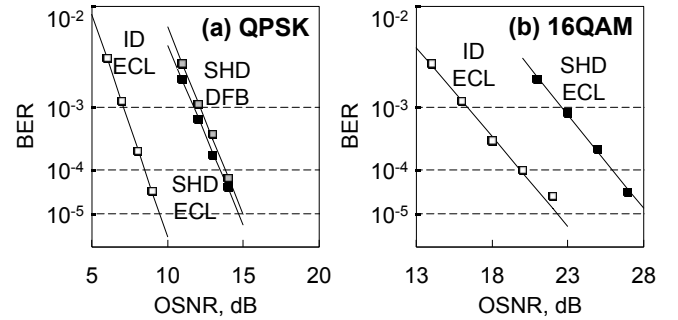 (a) QPSK
BER
10-2
10-3
10-4
10-5
ID
ECL
SHD
DFB
SHD
ECL
5
10
15
20
OSNR, dB
(b) 16QAM
BER
10-2
10-3
10-4
10-5
ID
ECL
SHD
ECL
13
18
23
28
OSNR, dB